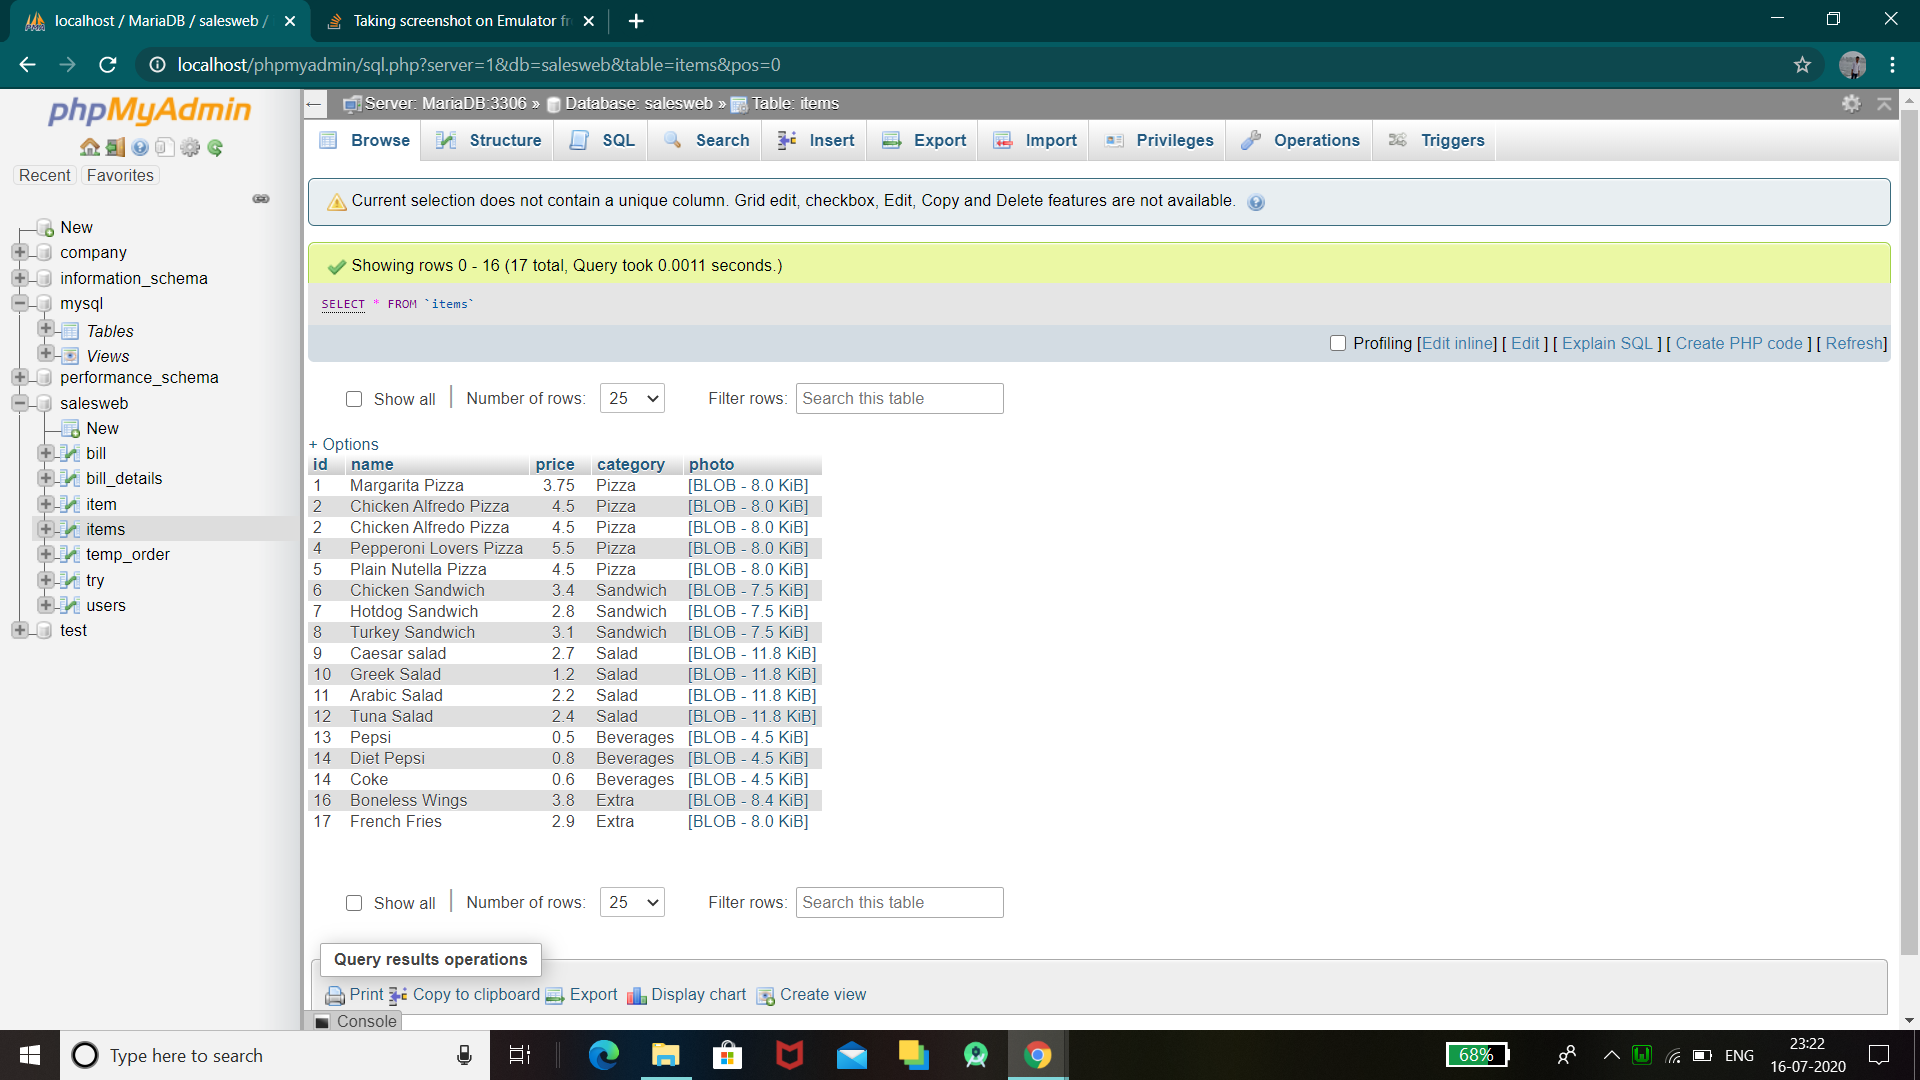 localhost / MariaDB / salesweb /
Taking screenshot on Emulator fr
localhost/phpmyadmin/sql.php?server=1&db=salesweb&table=items&pos=0
phpMyAdmin
Recent Favorites
New
company
information_schema
mysql
Tables
Views
performance_schema
salesweb
New
bill
bill_details
item
items
temp_order
try
users
test
Server: MariaDB:3306 » Database: salesweb » Table: items
Browse Structure SQL Search Insert Export Import Privileges Operations Triggers
Current selection does not contain a unique column. Grid edit, checkbox, Edit, Copy and Delete features are not available.
Showing rows 0 - 16 (17 total, Query took 0.0011 seconds.)
SELECT * FROM `items`
Profiling [Edit inline] [ Edit ] [ Explain SQL ] [ Create PHP code ] [ Refresh]
Show all Number of rows: 25 Filter rows: Search this table
+ Options
id name price category photo
1 Margarita Pizza 3.75 Pizza [BLOB - 8.0 KiB]
2 Chicken Alfredo Pizza 4.5 Pizza [BLOB - 8.0 KiB]
2 Chicken Alfredo Pizza 4.5 Pizza [BLOB - 8.0 KiB]
4 Pepperoni Lovers Pizza 5.5 Pizza [BLOB - 8.0 KiB]
5 Plain Nutella Pizza 4.5 Pizza [BLOB - 8.0 KiB]
6 Chicken Sandwich 3.4 Sandwich [BLOB - 7.5 KiB]
7 Hotdog Sandwich 2.8 Sandwich [BLOB - 7.5 KiB]
8 Turkey Sandwich 3.1 Sandwich [BLOB - 7.5 KiB]
9 Caesar salad 2.7 Salad [BLOB - 11.8 KiB]
10 Greek Salad 1.2 Salad [BLOB - 11.8 KiB]
11 Arabic Salad 2.2 Salad [BLOB - 11.8 KiB]
12 Tuna Salad 2.4 Salad [BLOB - 11.8 KiB]
13 Pepsi 0.5 Beverages [BLOB - 4.5 KiB]
14 Diet Pepsi 0.8 Beverages [BLOB - 4.5 KiB]
14 Coke 0.6 Beverages [BLOB - 4.5 KiB]
16 Boneless Wings 3.8 Extra [BLOB - 8.4 KiB]
17 French Fries 2.9 Extra [BLOB - 8.0 KiB]
Show all Number of rows: 25 Filter rows: Search this table
Query results operations
Print Copy to clipboard Export Display chart Create view
Console
Type here to search
68%
ENG
23:22
16-07-2020